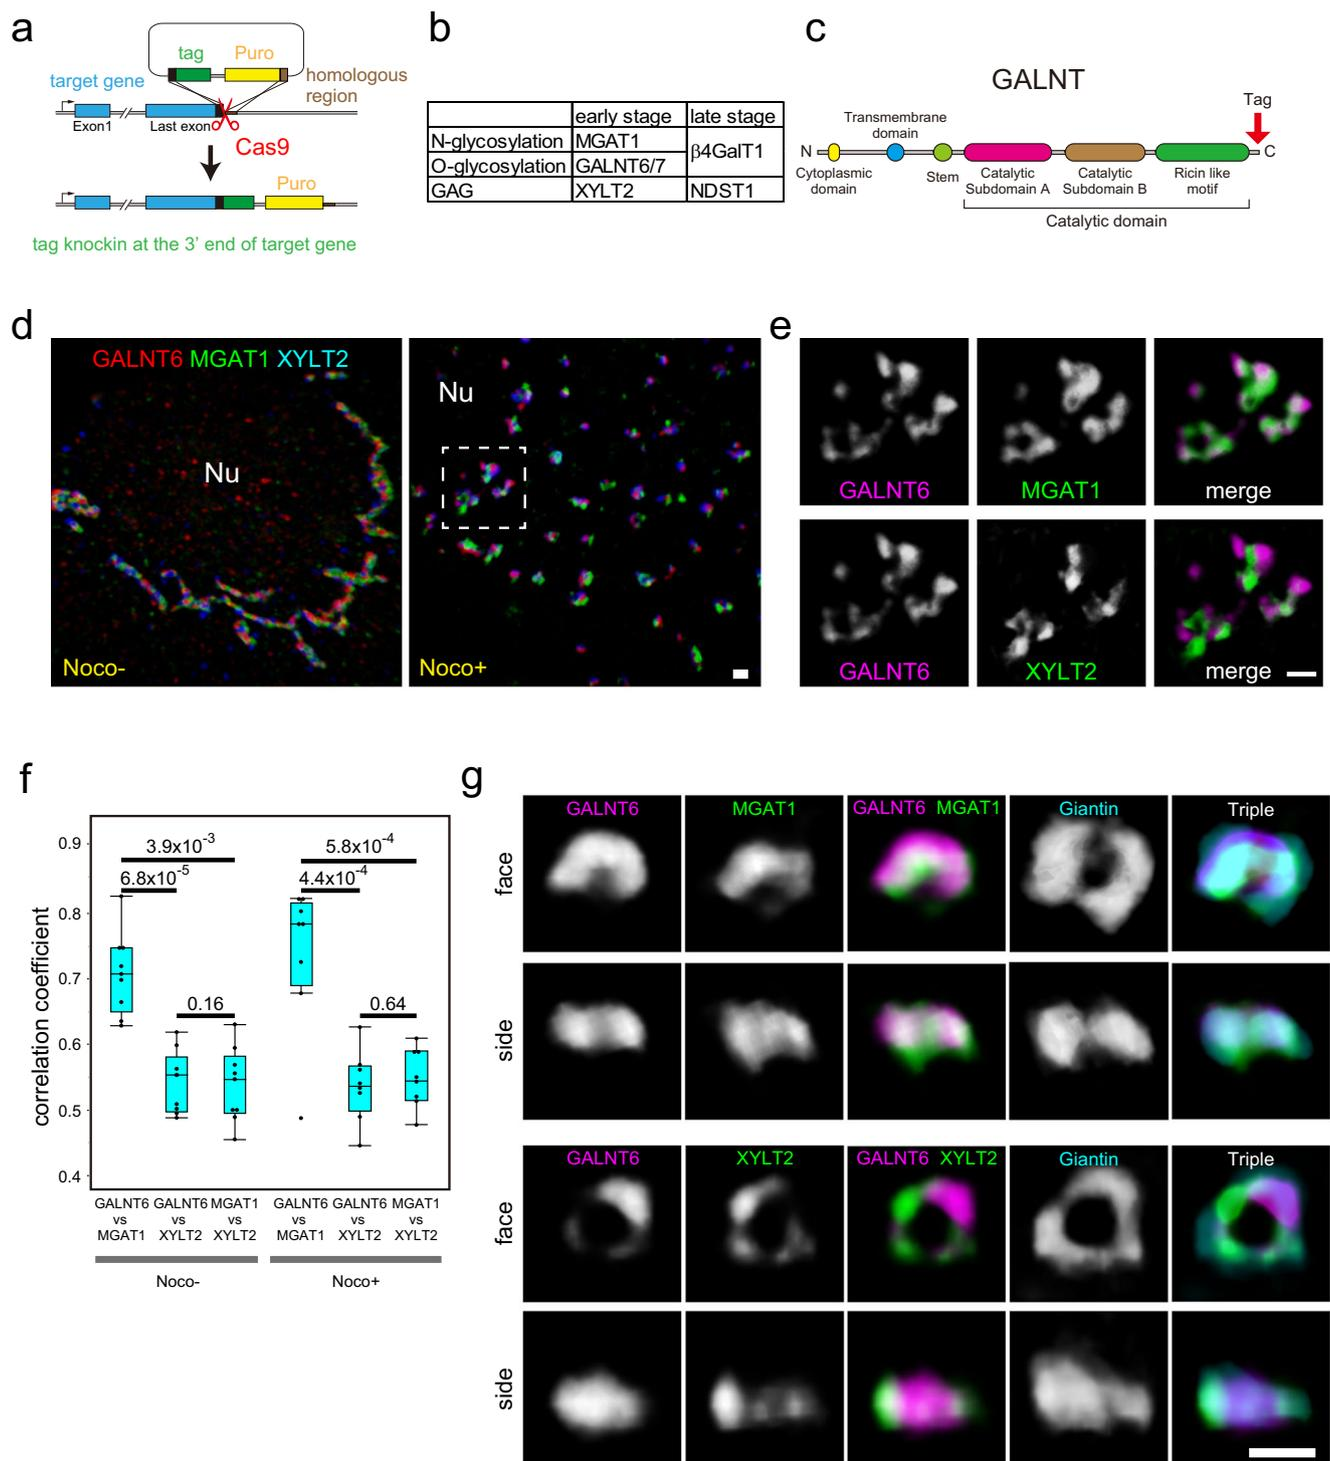 a
tag
Puro
target gene
homologous
region
Exon1
Last exon
Cas9
Puro
tag knockin at the 3’ end of target gene
b
early stage
late stage
N-glycosylation
MGAT1
β4GalT1
O-glycosylation
GALNT6/7
GAG
XYLT2
NDST1
c
GALNT
Tag
Transmembrane
domain
N
C
Cytoplasmic
domain
Stem
Catalytic
Subdomain A
Catalytic
Subdomain B
Ricin like
motif
Catalytic domain
d
GALNT6 MGAT1 XYLT2
Nu
Noco-
Nu
Noco+
e
GALNT6
MGAT1
merge
GALNT6
XYLT2
merge
f
correlation coefficient
0.9
0.8
0.7
0.6
0.5
0.4
3.9x10-3
6.8x10-5
0.16
5.8x10-4
4.4x10-4
0.64
GALNT6
vs
MGAT1
GALNT6
vs
XYLT2
MGAT1
vs
XYLT2
GALNT6
vs
MGAT1
GALNT6
vs
XYLT2
MGAT1
vs
XYLT2
Noco-
Noco+
g
GALNT6
MGAT1
GALNT6 MGAT1
Giantin
Triple
face
side
GALNT6
XYLT2
GALNT6 XYLT2
Giantin
Triple
face
side